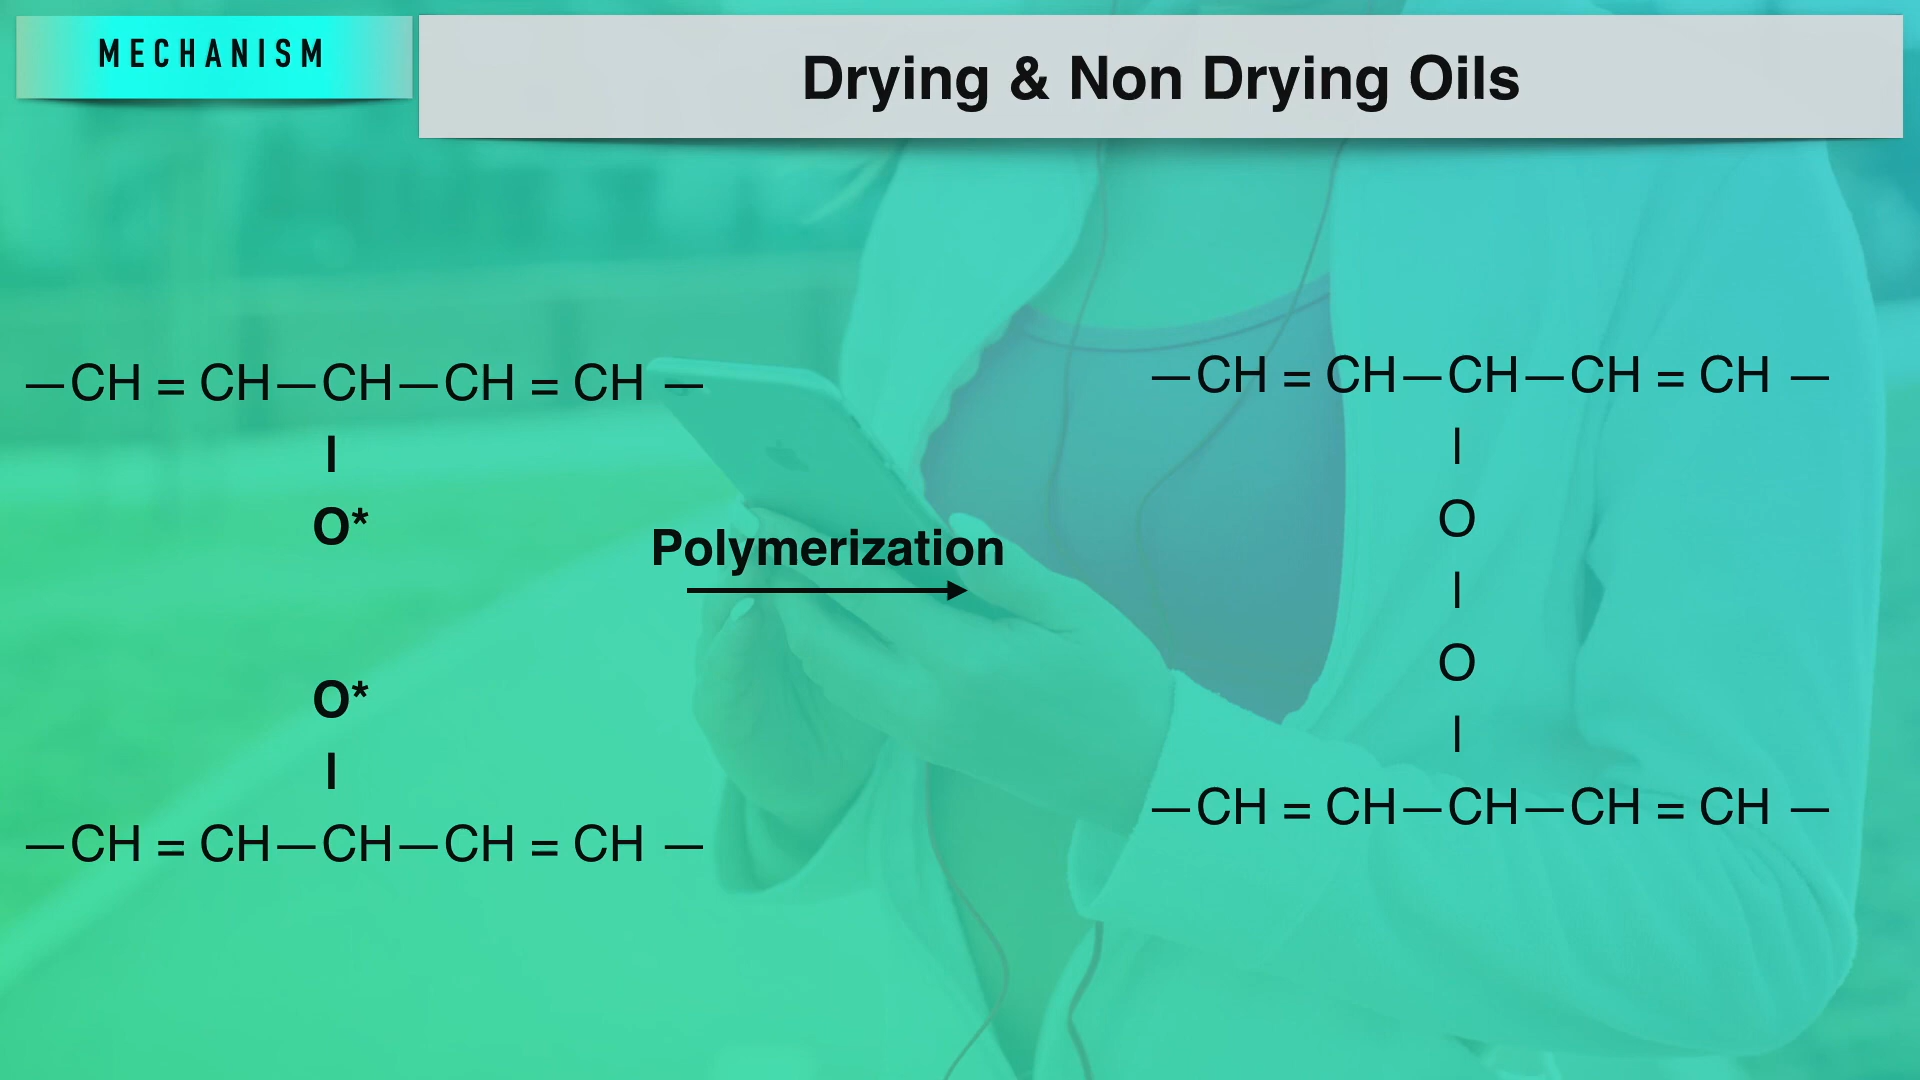 MECHANISM
Drying & Non Drying Oils
—CH = CH—CH—CH = CH —
I
O*
O*
I
—CH = CH—CH—CH = CH —
Polymerization
—CH = CH—CH—CH = CH —
I
O
I
O
I
—CH = CH—CH—CH = CH —